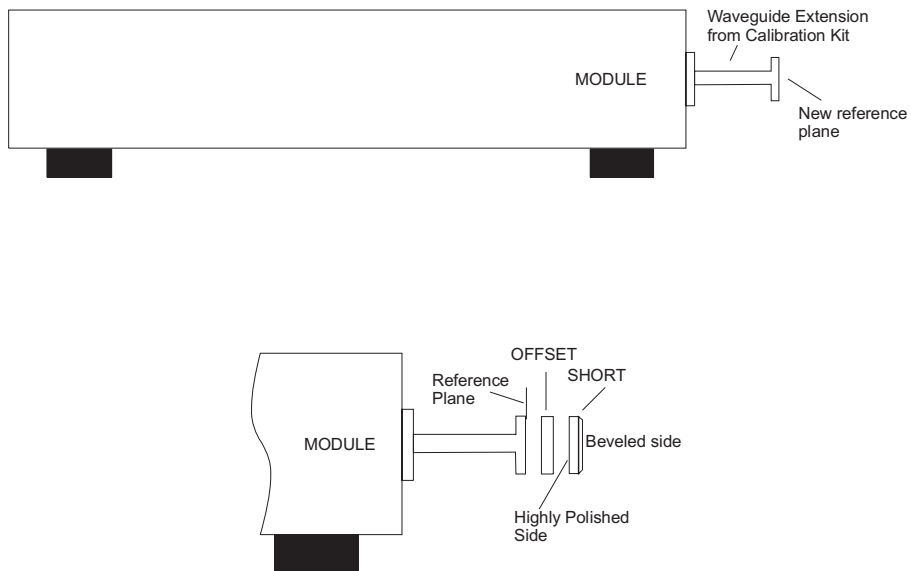 Waveguide Extension
from Calibration Kit
MODULE
New reference
plane
OFFSET
Reference
Plane
SHORT
MODULE
Beveled side
Highly Polished
Side